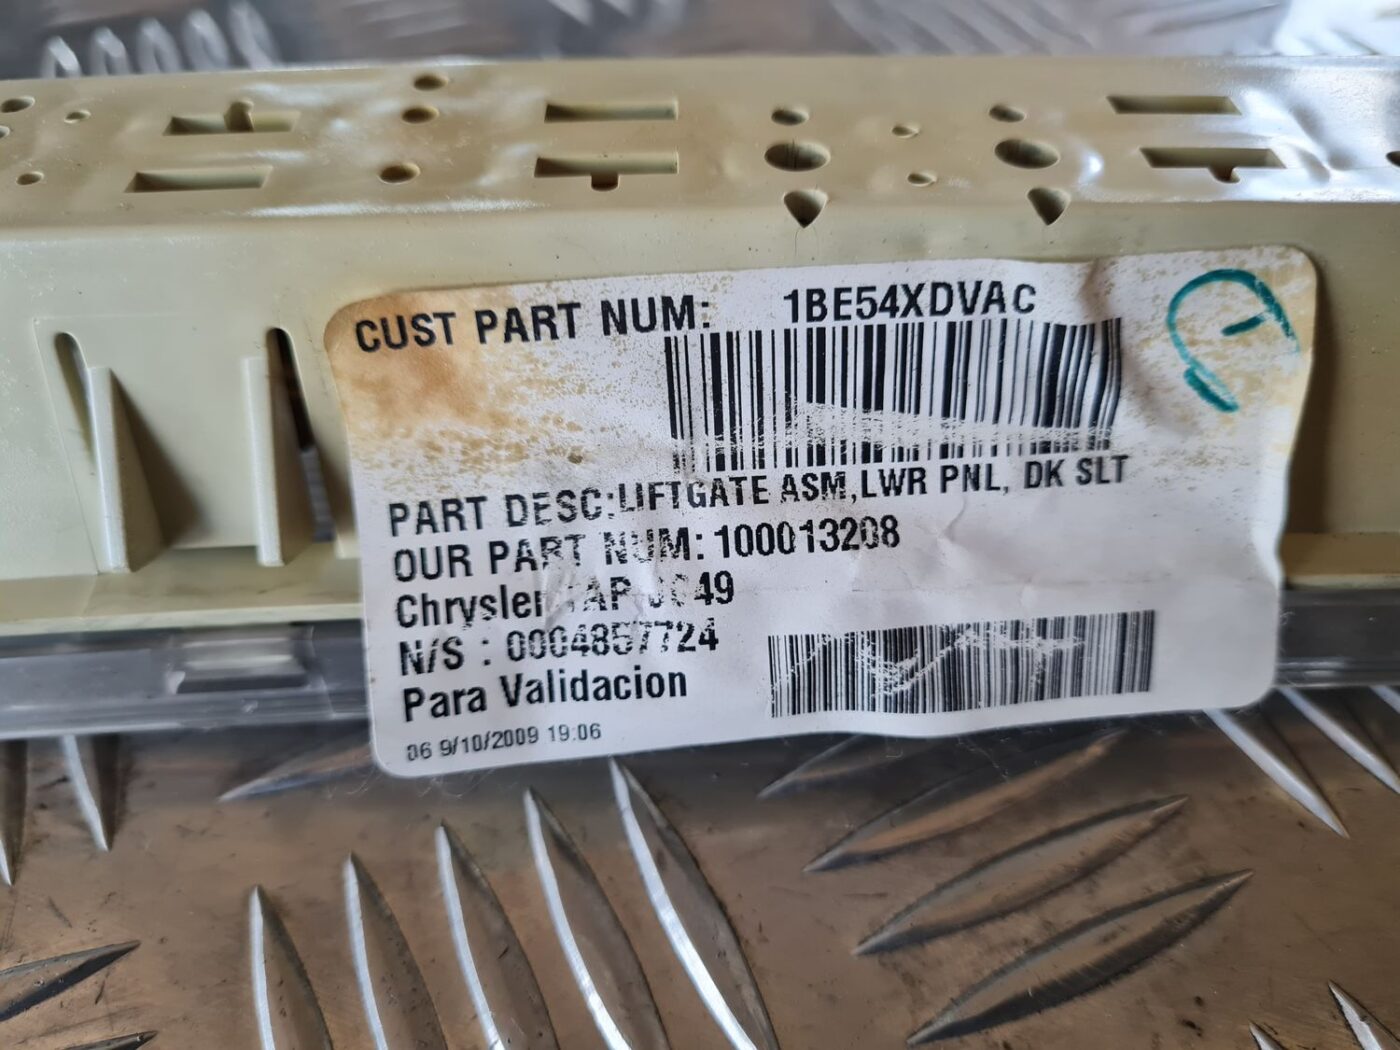 CUST PART NUM: 1BE54XDVAC
PART DESC:LIFTGATE ASM,LWR PNL, DK SLT
OUR PART NUM: 100013208
Chrysler
N/S : 0004857724
Para Validacion
06 9/10/2009 19:06